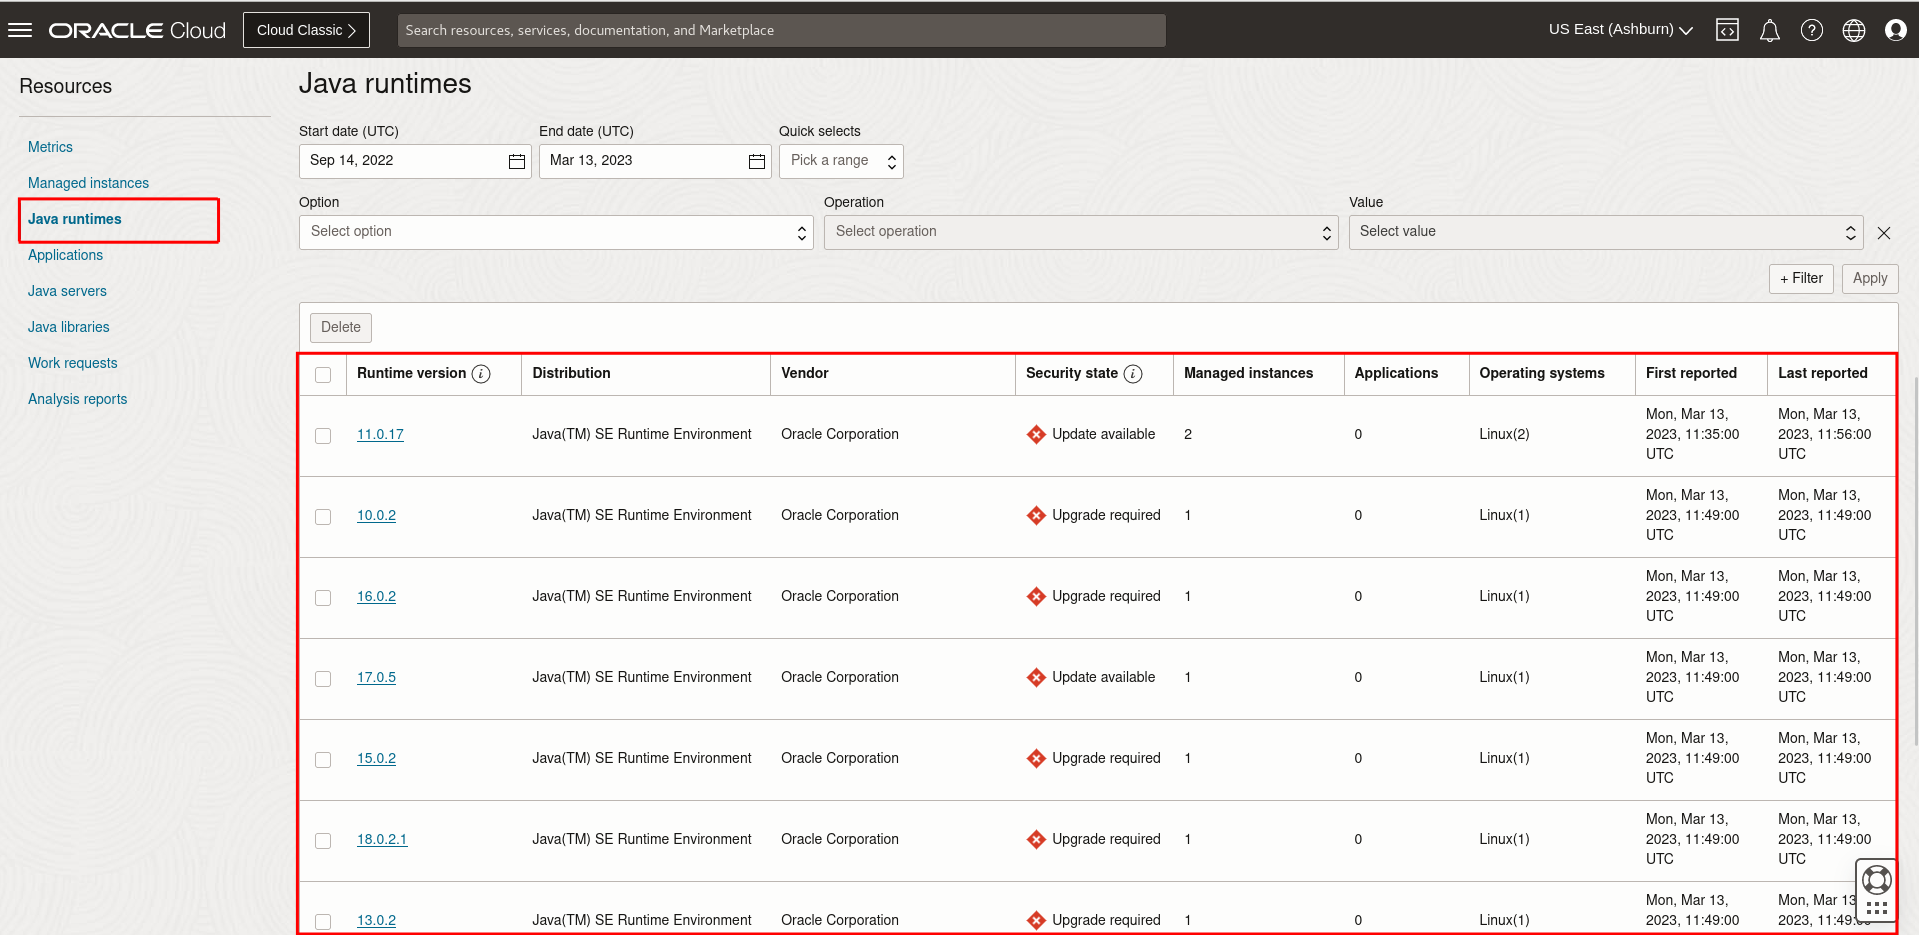 ORACLE Cloud
Cloud Classic
Search resources, services, documentation, and Marketplace
US East (Ashburn)
Resources
Metrics
Managed instances
Java runtimes
Applications
Java servers
Java libraries
Work requests
Analysis reports
Java runtimes
Start date (UTC) End date (UTC) Quick selects
Sep 14, 2022 Mar 13, 2023 Pick a range
Option Operation Value
Select option Select operation Select value
+ Filter Apply
Delete
Runtime version i Distribution Vendor Security state i Managed instances Applications Operating systems First reported Last reported
11.0.17 Java(TM) SE Runtime Environment Oracle Corporation Update available 2 0 Linux(2) Mon, Mar 13, 2023, 11:35:00 UTC Mon, Mar 13, 2023, 11:56:00 UTC
10.0.2 Java(TM) SE Runtime Environment Oracle Corporation Upgrade required 1 0 Linux(1) Mon, Mar 13, 2023, 11:49:00 UTC Mon, Mar 13, 2023, 11:49:00 UTC
16.0.2 Java(TM) SE Runtime Environment Oracle Corporation Upgrade required 1 0 Linux(1) Mon, Mar 13, 2023, 11:49:00 UTC Mon, Mar 13, 2023, 11:49:00 UTC
17.0.5 Java(TM) SE Runtime Environment Oracle Corporation Update available 1 0 Linux(1) Mon, Mar 13, 2023, 11:49:00 UTC Mon, Mar 13, 2023, 11:49:00 UTC
15.0.2 Java(TM) SE Runtime Environment Oracle Corporation Upgrade required 1 0 Linux(1) Mon, Mar 13, 2023, 11:49:00 UTC Mon, Mar 13, 2023, 11:49:00 UTC
18.0.2.1 Java(TM) SE Runtime Environment Oracle Corporation Upgrade required 1 0 Linux(1) Mon, Mar 13, 2023, 11:49:00 UTC Mon, Mar 13, 2023, 11:49:00 UTC
13.0.2 Java(TM) SE Runtime Environment Oracle Corporation Upgrade required 1 0 Linux(1) Mon, Mar 13, 2023, 11:49:00 Mon, Mar 13 2023, 11:49: